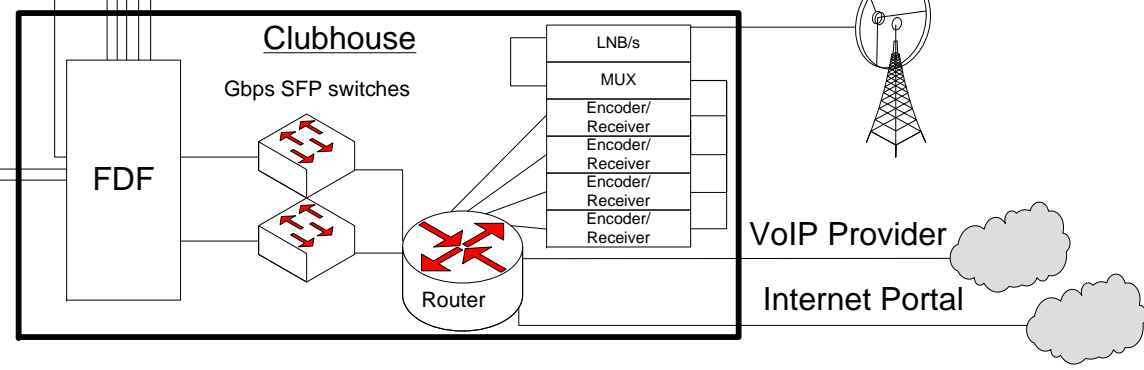 Clubhouse
Gbps SFP switches
FDF
LNB/s
MUX
Encoder/
Receiver
Encoder/
Receiver
Encoder/
Receiver
Encoder/
Receiver
Router
VoIP Provider
Internet Portal